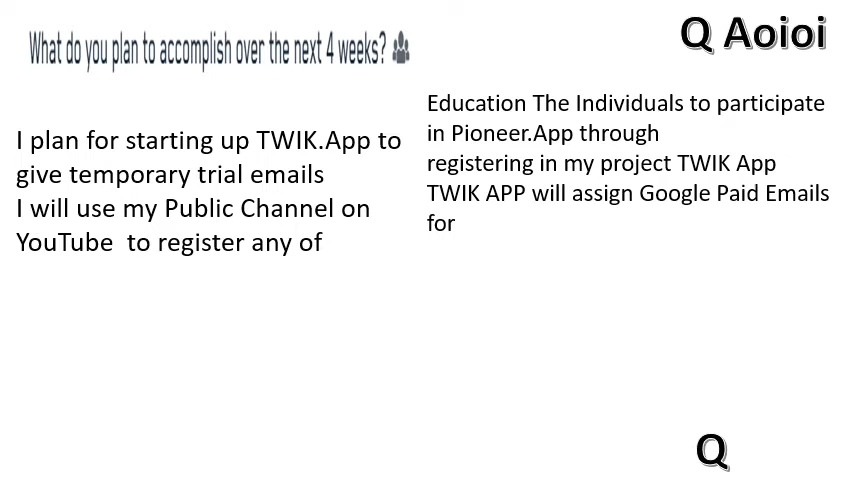 What do you plan to accomplish over the next 4 weeks?
Q Aoioi
I plan for starting up TWIK.App to
give temporary trial emails
I will use my Public Channel on
YouTube to register any of
Education The Individuals to participate
in Pioneer.App through
registering in my project TWIK App
TWIK APP will assign Google Paid Emails
for
Q